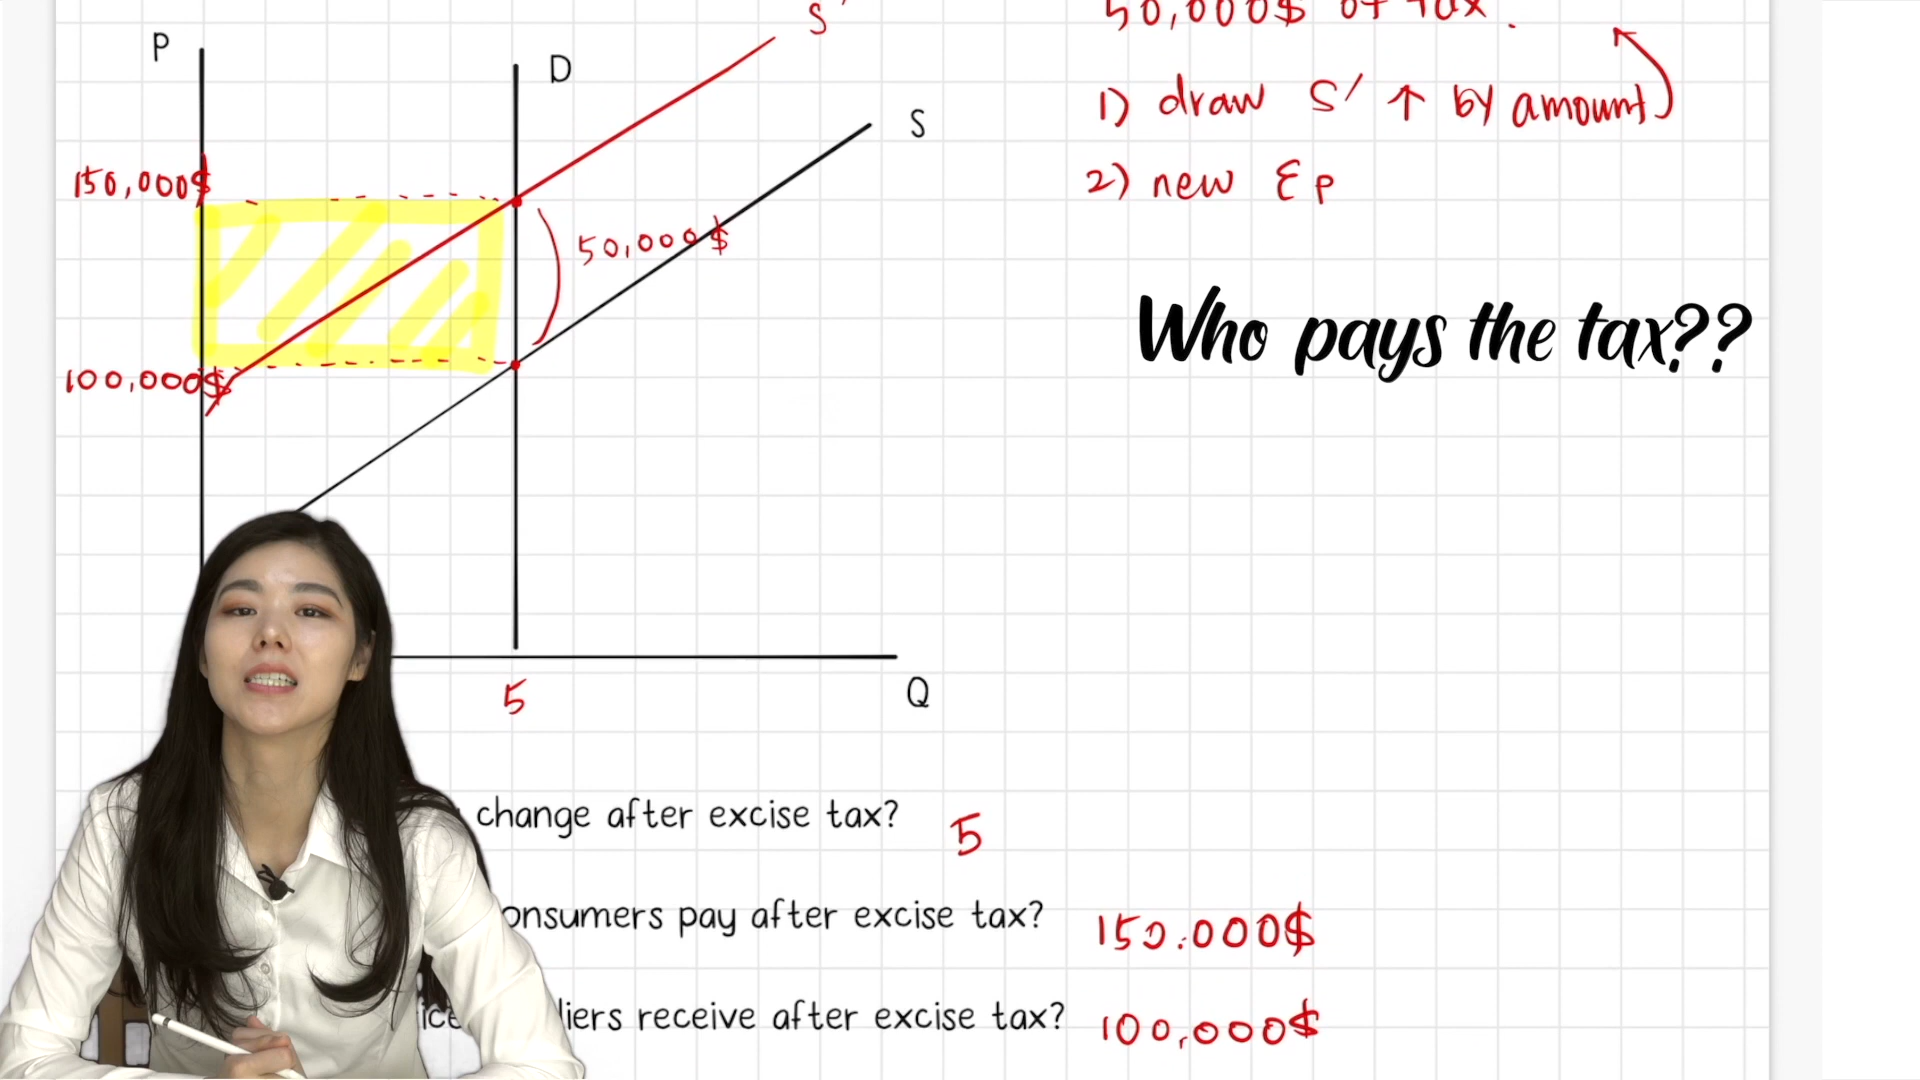 50,000$ of tax.
P
D
S'
S
1) draw S' ↑ by amount
2) new Ep
150,000$
50,000$
100,000$
Who pays the tax??
5
Q
change after excise tax? 5
onsumers pay after excise tax? 150.000$
ice liers receive after excise tax? 100,000$